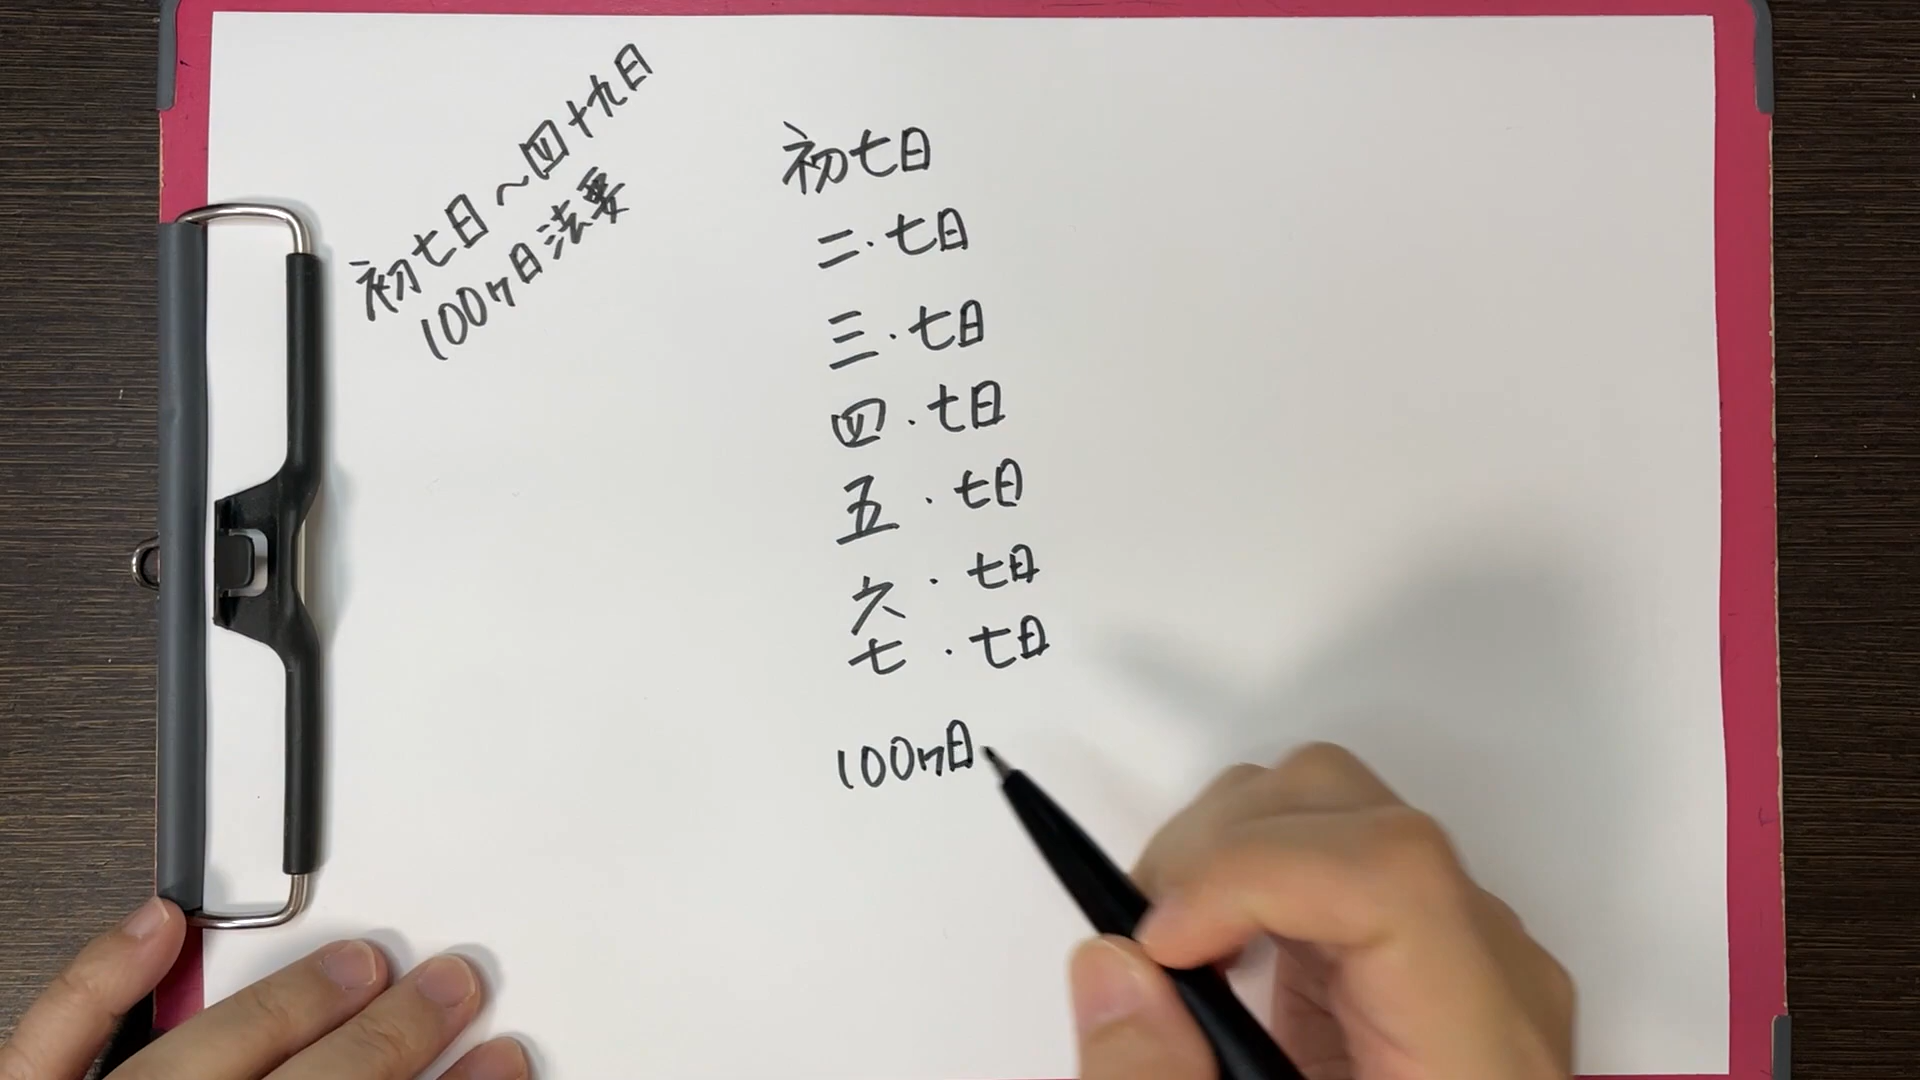 初七日～四十九日
100ヶ日法要
初七日
二・七日
三・七日
四・七日
五・七日
六・七日
七・七日
100ヶ日